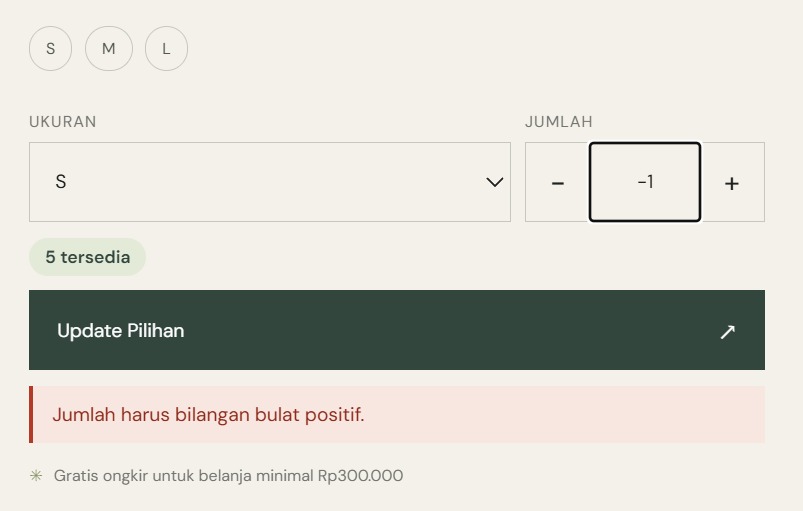 S M L
UKURAN JUMLAH
S − -1 +
5 tersedia
Update Pilihan ↗
Jumlah harus bilangan bulat positif.
✳ Gratis ongkir untuk belanja minimal Rp300.000